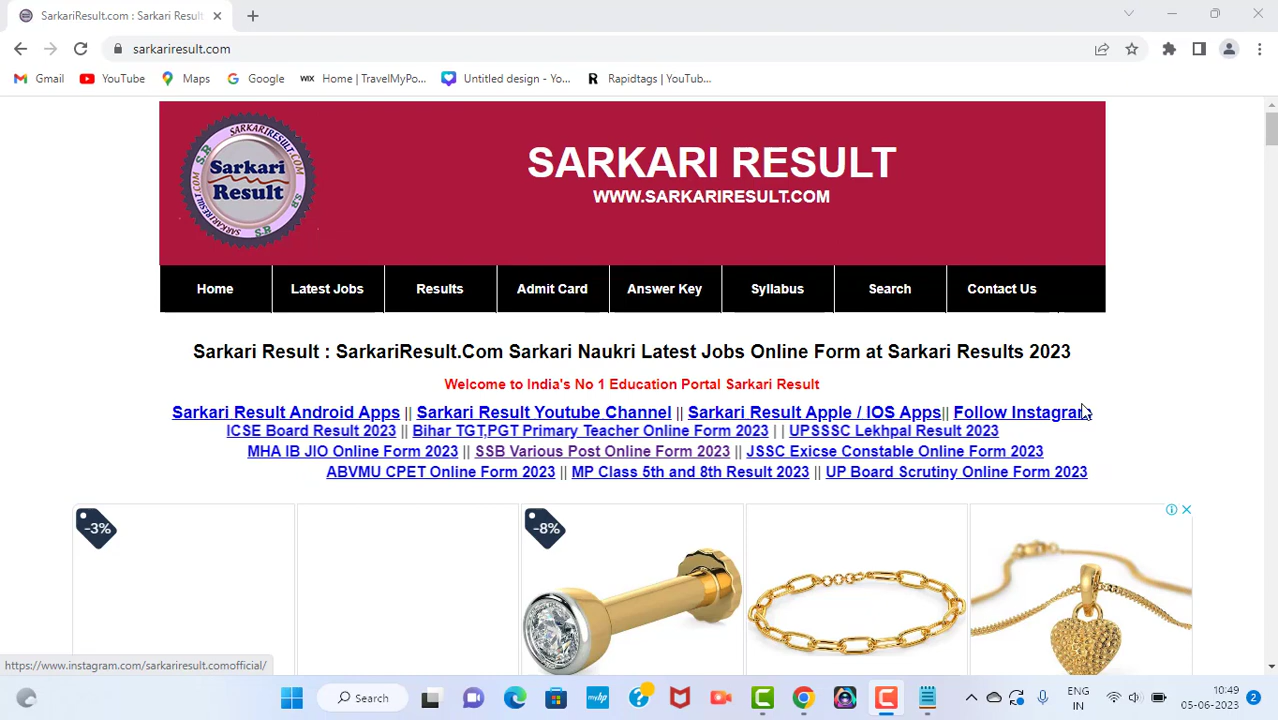 SarkariResult.com : Sarkari Result
sarkariresult.com
Gmail YouTube Maps Google WIX Home | TravelMyPo... Untitled design - Yo... R Rapidtags | YouTub...
SARKARIRESULT.COM
S.R
Sarkari
Result
S.R
SARKARI RESULT
WWW.SARKARIRESULT.COM
Home Latest Jobs Results Admit Card Answer Key Syllabus Search Contact Us
Sarkari Result : SarkariResult.Com Sarkari Naukri Latest Jobs Online Form at Sarkari Results 2023
Welcome to India's No 1 Education Portal Sarkari Result
Sarkari Result Android Apps || Sarkari Result Youtube Channel || Sarkari Result Apple / IOS Apps|| Follow Instagram
ICSE Board Result 2023 || Bihar TGT,PGT Primary Teacher Online Form 2023 | | UPSSSC Lekhpal Result 2023
MHA IB JIO Online Form 2023 || SSB Various Post Online Form 2023 || JSSC Exicse Constable Online Form 2023
ABVMU CPET Online Form 2023 || MP Class 5th and 8th Result 2023 || UP Board Scrutiny Online Form 2023
-3% -8%
https://www.instagram.com/sarkariresult.comofficial/
Search myhp ENG 10:49
IN 05-06-2023 2